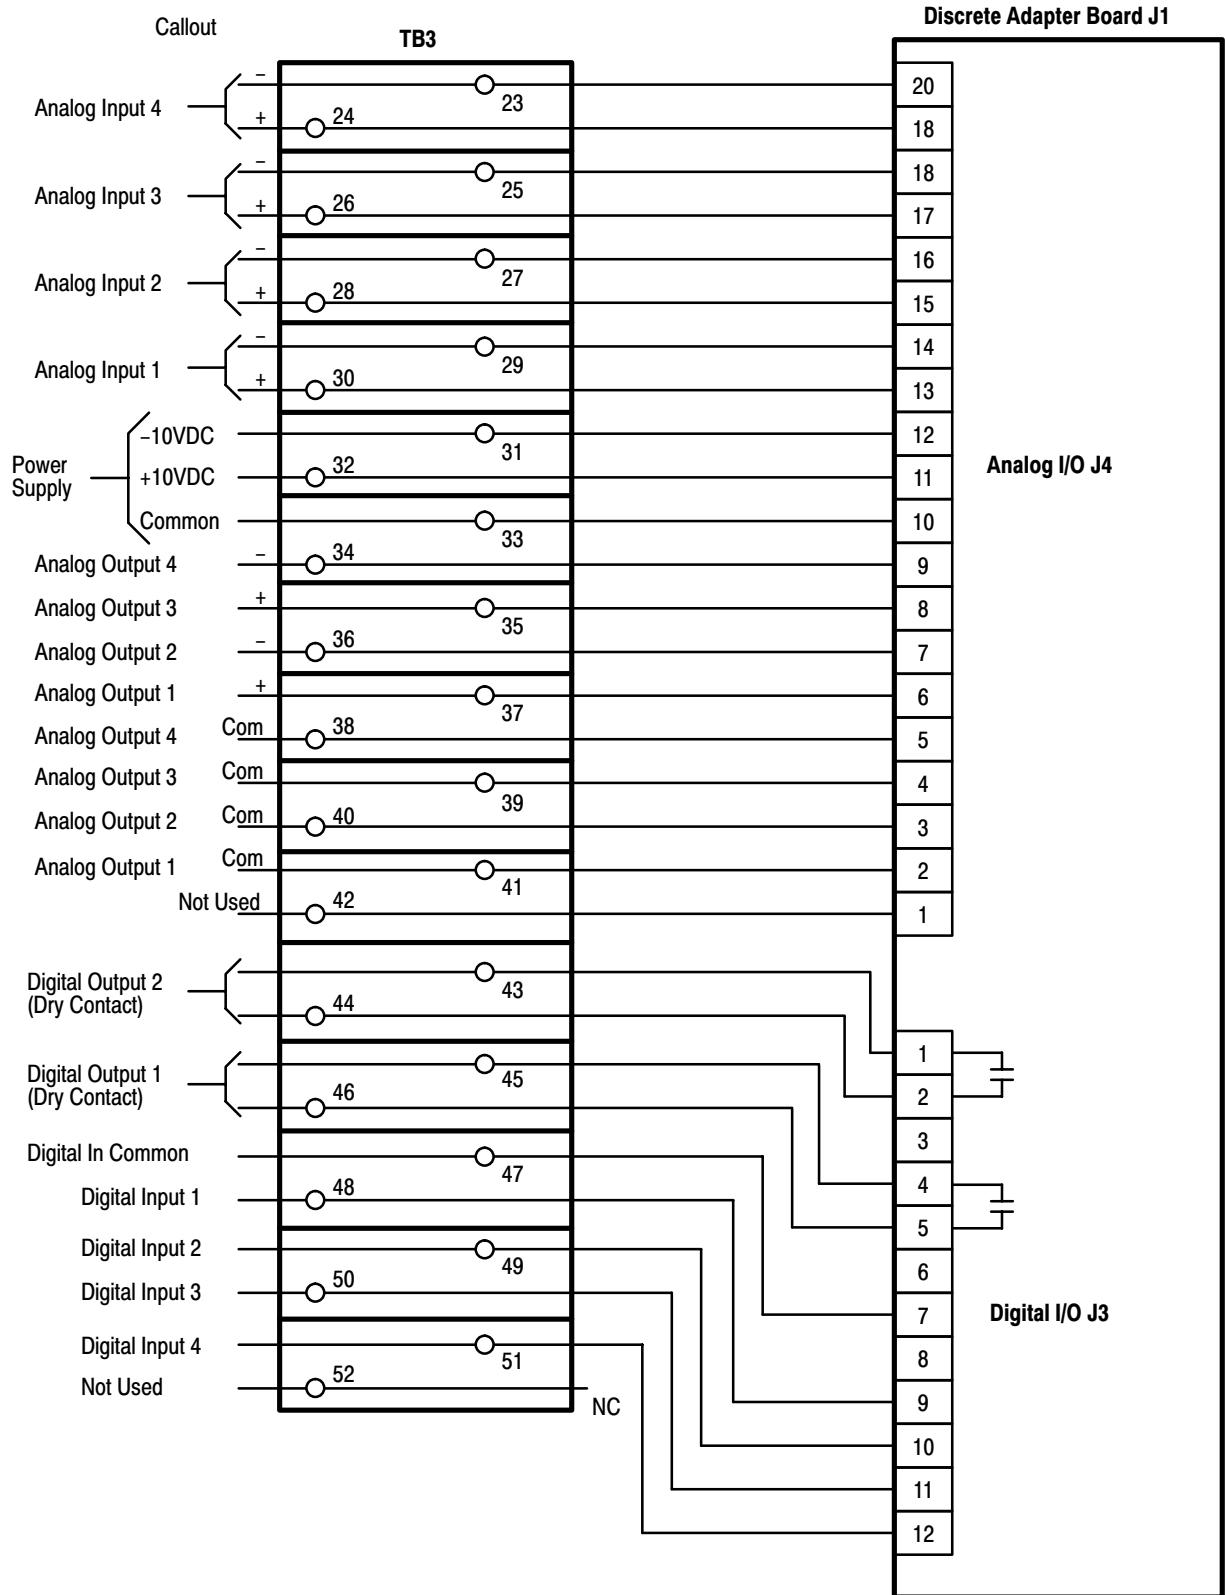 Discrete Adapter Board J1
Callout
TB3
Analog Input 4
–
23
20
+
24
18
Analog Input 3
–
25
18
+
26
17
Analog Input 2
–
27
16
+
28
15
Analog Input 1
–
29
14
+
30
13
Power
Supply
–10VDC
31
12
+10VDC
32
11
Analog I/O J4
Common
33
10
Analog Output 4
–
34
9
Analog Output 3
+
35
8
Analog Output 2
–
36
7
Analog Output 1
+
37
6
Analog Output 4
Com
38
5
Analog Output 3
Com
39
4
Analog Output 2
Com
40
3
Analog Output 1
Com
41
2
Not Used
42
1
Digital Output 2
(Dry Contact)
43
44
1
Digital Output 1
(Dry Contact)
45
46
2
3
Digital In Common
47
4
Digital Input 1
48
5
Digital Input 2
49
6
Digital Input 3
50
7
Digital I/O J3
Digital Input 4
51
8
Not Used
52
NC
9
10
11
12